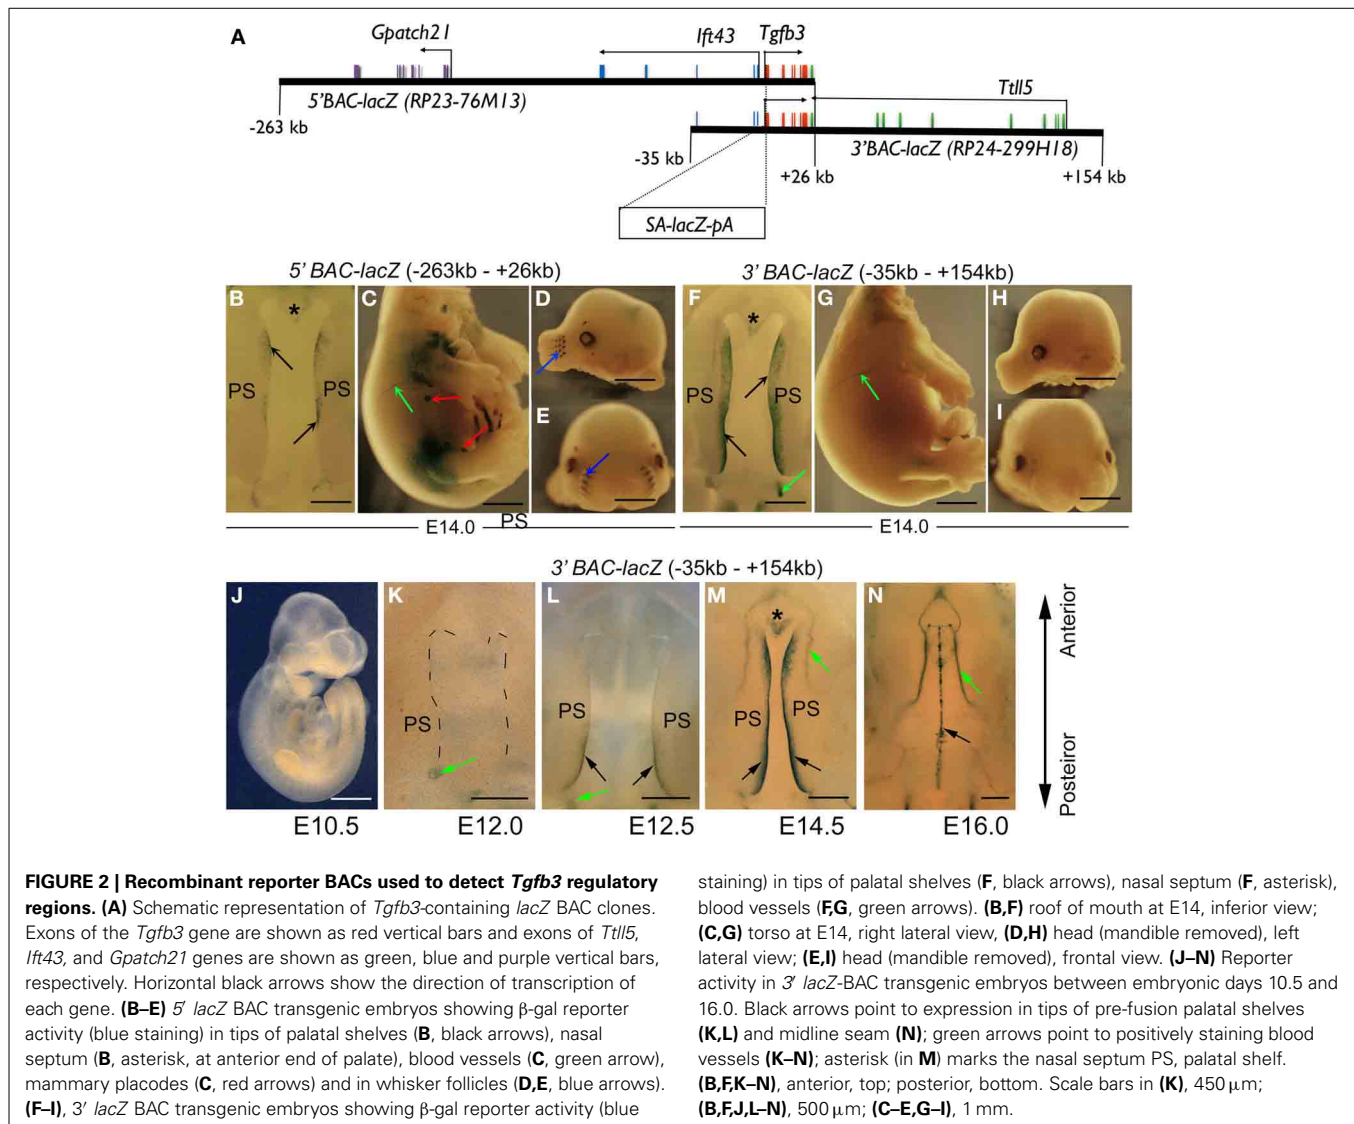 A
Gpatch21
Ift43
Tgfb3
5'BAC-lacZ (RP23-76M13)
Ttll5
-263 kb
3'BAC-lacZ (RP24-299H18)
-35 kb
+26 kb
+154 kb
SA-lacZ-pA
5' BAC-lacZ (-263kb - +26kb)
3' BAC-lacZ (-35kb - +154kb)
B
*
PS
PS
C
D
E
F
*
PS
PS
G
H
I
E14.0
PS
E14.0
3' BAC-lacZ (-35kb - +154kb)
J
K
PS
L
PS
PS
M
*
PS
PS
N
Anterior
Posteiror
E10.5
E12.0
E12.5
E14.5
E16.0
FIGURE 2 | Recombinant reporter BACs used to detect Tgfb3 regulatory
regions. (A) Schematic representation of Tgfb3-containing lacZ BAC clones.
Exons of the Tgfb3 gene are shown as red vertical bars and exons of Ttll5,
Ift43, and Gpatch21 genes are shown as green, blue and purple vertical bars,
respectively. Horizontal black arrows show the direction of transcription of
each gene. (B–E) 5′ lacZ BAC transgenic embryos showing β-gal reporter
activity (blue staining) in tips of palatal shelves (B, black arrows), nasal
septum (B, asterisk, at anterior end of palate), blood vessels (C, green arrow),
mammary placodes (C, red arrows) and in whisker follicles (D,E, blue arrows).
(F–I), 3′ lacZ BAC transgenic embryos showing β-gal reporter activity (blue
staining) in tips of palatal shelves (F, black arrows), nasal septum (F, asterisk),
blood vessels (F,G, green arrows). (B,F) roof of mouth at E14, inferior view;
(C,G) torso at E14, right lateral view, (D,H) head (mandible removed), left
lateral view; (E,I) head (mandible removed), frontal view. (J–N) Reporter
activity in 3′ lacZ-BAC transgenic embryos between embryonic days 10.5 and
16.0. Black arrows point to expression in tips of pre-fusion palatal shelves
(K,L) and midline seam (N); green arrows point to positively staining blood
vessels (K–N); asterisk (in M) marks the nasal septum PS, palatal shelf.
(B,F,K–N), anterior, top; posterior, bottom. Scale bars in (K), 450 μm;
(B,F,J,L–N), 500 μm; (C–E,G–I), 1 mm.